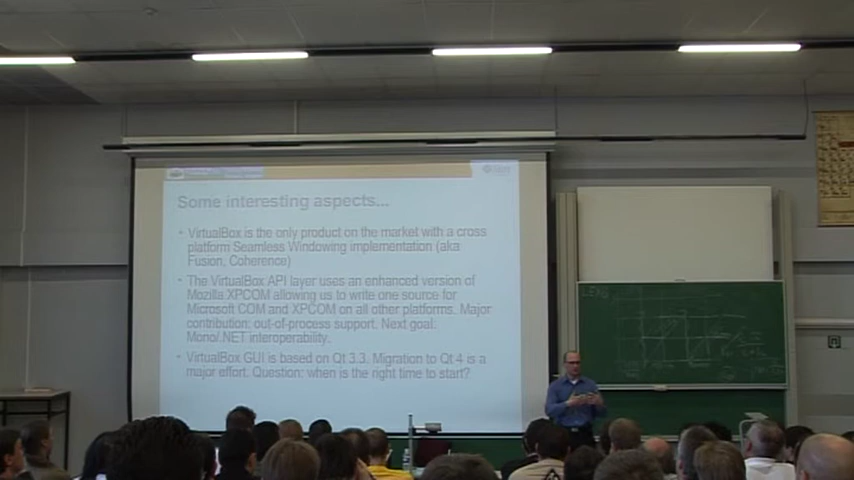 Some interesting aspects...
• VirtualBox is the only product on the market with a cross
platform Seamless Windowing implementation (aka
Fusion, Coherence)
• The VirtualBox API layer uses an enhanced version of
Mozilla XPCOM allowing us to write one source for
Microsoft COM and XPCOM on all other platforms. Major
contribution: out-of-process support. Next goal:
Mono/.NET interoperability.
• VirtualBox GUI is based on Qt 3.3. Migration to Qt 4 is a
major effort. Question: when is the right time to start?